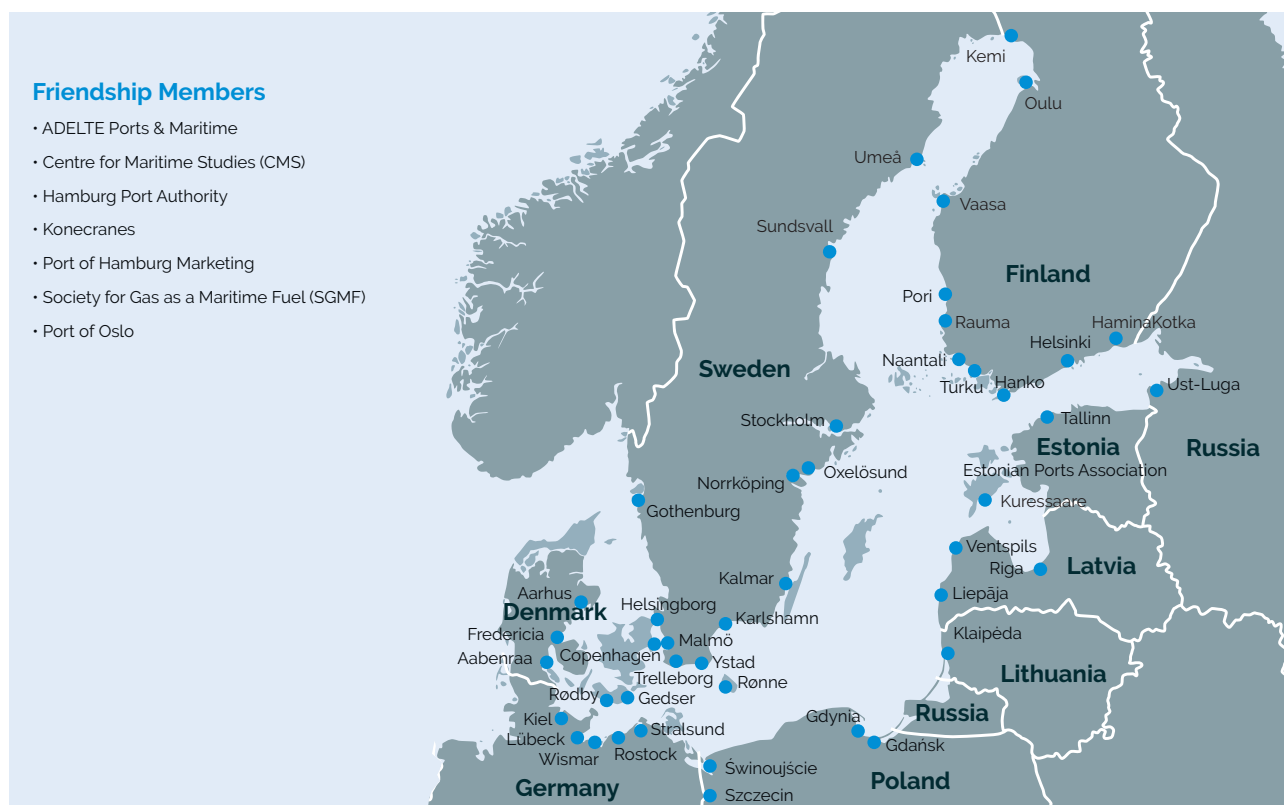 Friendship Members
• ADELTE Ports & Maritime
• Centre for Maritime Studies (CMS)
• Hamburg Port Authority
• Konecranes
• Port of Hamburg Marketing
• Society for Gas as a Maritime Fuel (SGMF)
• Port of Oslo
Kemi
Oulu
Umeå
Vaasa
Sundsvall
Finland
Pori
Rauma
HaminaKotka
Helsinki
Naantali
Sweden
Turku
Hanko
Ust-Luga
Stockholm
Tallinn
Estonia
Russia
Estonian Ports Association
Oxelösund
Norrköping
Kuressaare
Gothenburg
Ventspils
Riga
Latvia
Kalmar
Liepāja
Aarhus
Denmark
Helsingborg
Karlshamn
Klaipėda
Fredericia
Malmö
Copenhagen
Aabenraa
Ystad
Lithuania
Trelleborg
Rønne
Rødby
Gedser
Russia
Kiel
Gdynia
Stralsund
Lübeck
Gdańsk
Wismar
Rostock
Świnoujście
Germany
Poland
Szczecin